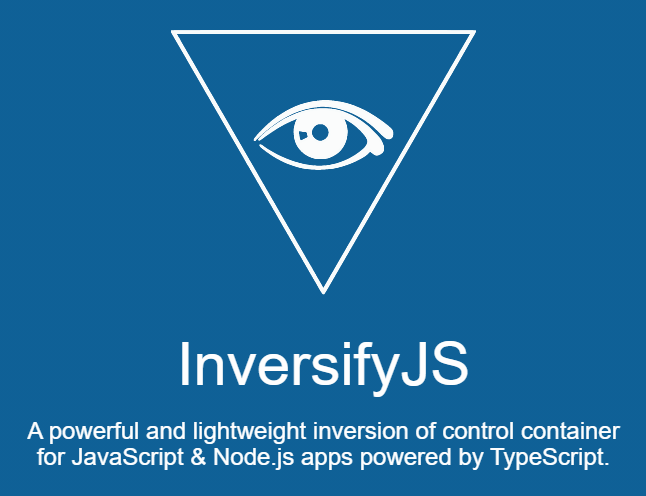 InversifyJS
A powerful and lightweight inversion of control container
for JavaScript & Node.js apps powered by TypeScript.